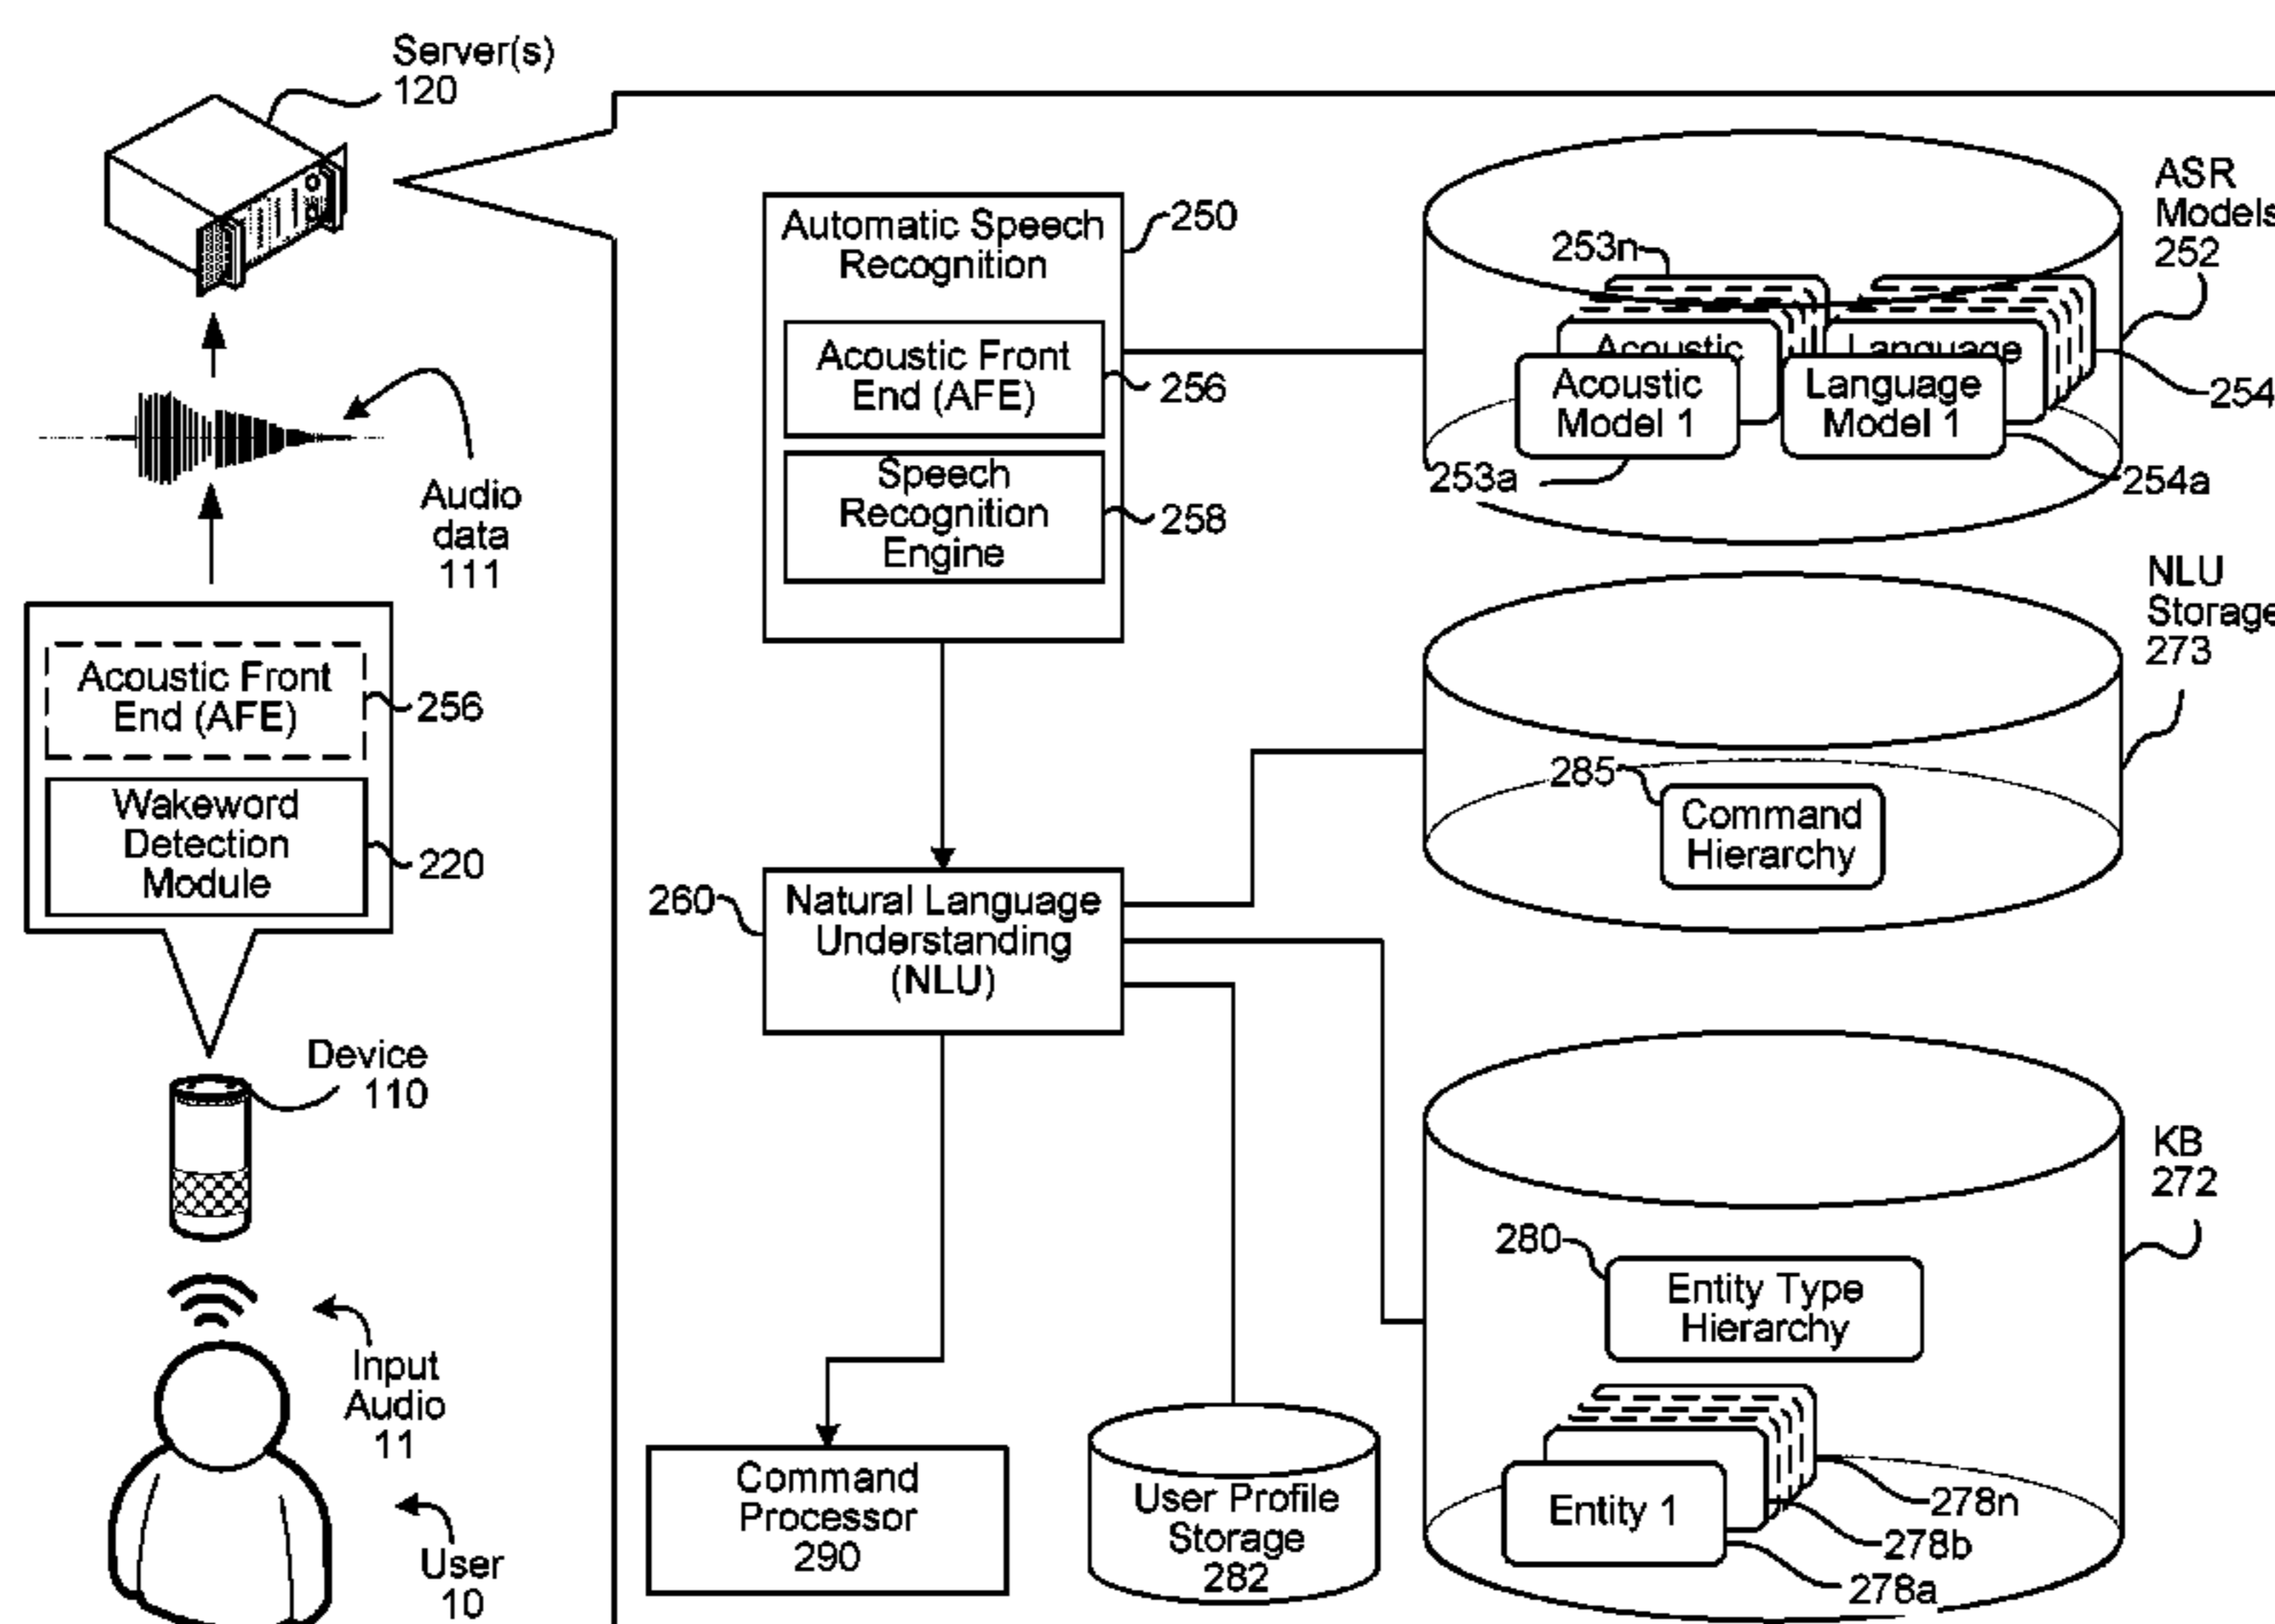 Server(s)
120
Audio
data
111
Acoustic Front
End (AFE)
256
Wakeword
Detection
Module
220
Device
110
Input
Audio
11
User
10
Automatic Speech
Recognition
250
Acoustic Front
End (AFE)
256
Speech
Recognition
Engine
258
260
Natural Language
Understanding
(NLU)
Command
Processor
290
User Profile
Storage
282
ASR
Models
252
253n
Acoustic
Language
Acoustic
Model 1
Language
Model 1
254
253a
254a
NLU
Storage
273
285
Command
Hierarchy
KB
272
280
Entity Type
Hierarchy
Entity 1
278n
278b
278a